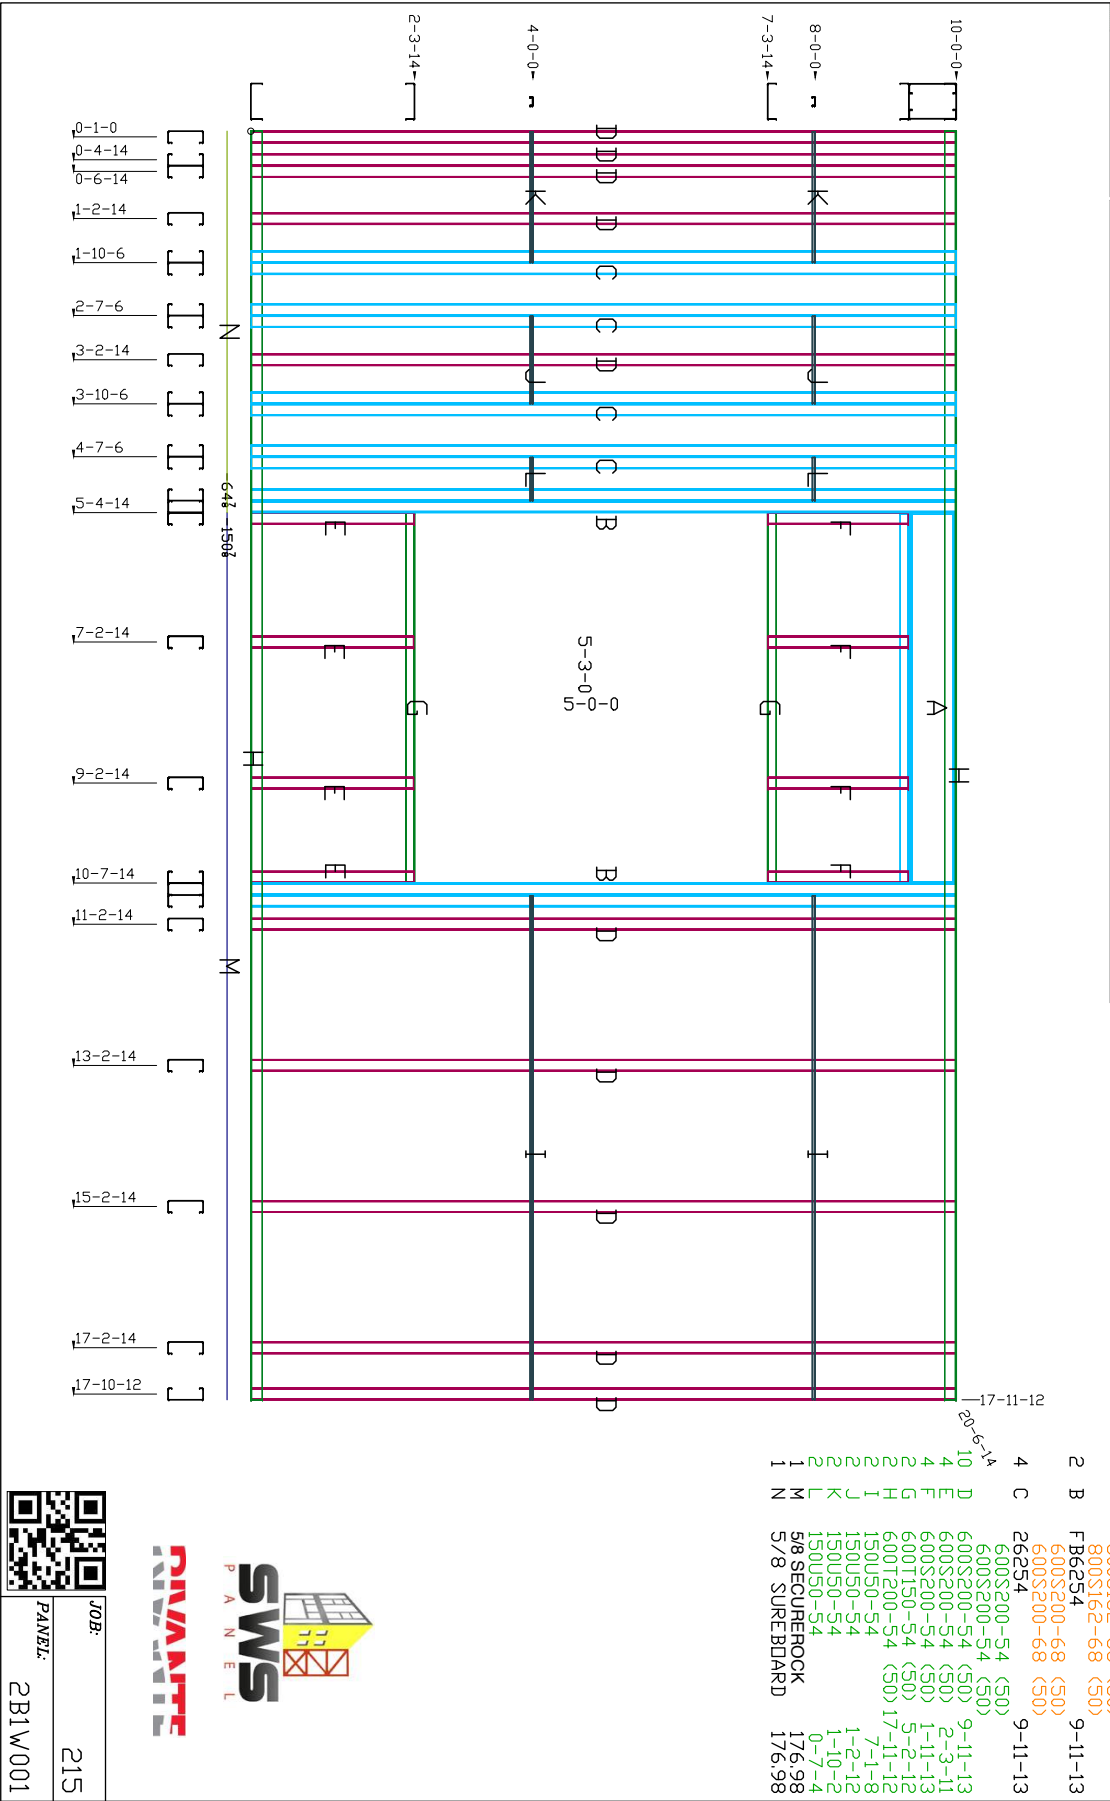 10-0-0
8-0-0
7-3-14
4-0-0
2-3-14
17-11-12
20-6-14
D
D
D
D
C
C
D
C
C
B
B
D
D
D
D
D
K
K
J
J
L
L
I
I
F
F
F
F
E
E
E
E
G
G
A
H
H
5-3-0
5-0-0
N
M
64⅞
150⅞
0-1-0
0-4-14
0-6-14
1-2-14
1-10-6
2-7-6
3-2-14
3-10-6
4-7-6
5-4-14
7-2-14
9-2-14
10-7-14
11-2-14
13-2-14
15-2-14
17-2-14
17-10-12
800S162-68 (50)
2 B FB6254 9-11-13
600S200-68 (50)
600S200-68 (50)
4 C 26254 9-11-13
600S200-54 (50)
600S200-54 (50)
10 D 600S200-54 (50) 9-11-13
4 E 600S200-54 (50) 2-3-11
4 F 600S200-54 (50) 1-11-13
2 G 600T150-54 (50) 5-2-12
2 H 600T200-54 (50) 17-11-12
2 I 150U50-54 7-1-8
2 J 150U50-54 1-2-12
2 K 150U50-54 1-10-2
2 L 150U50-54 0-7-4
1 M 5/8 SECUREROCK 176.98
1 N 5/8 SUREBOARD 176.98
SWS
PANEL
JOB: 215
PANEL: 2B1W001